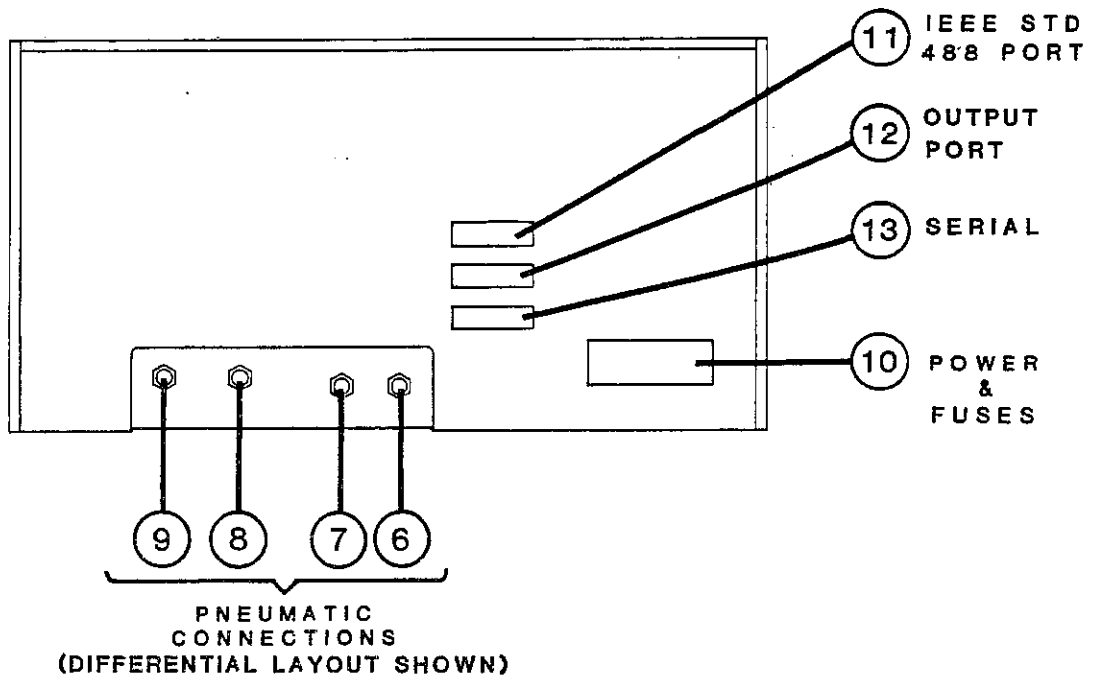 11 IEEE STD
488 PORT
12 OUTPUT
PORT
13 SERIAL
10 POWER
&
FUSES
9 8 7 6
PNEUMATIC
CONNECTIONS
(DIFFERENTIAL LAYOUT SHOWN)